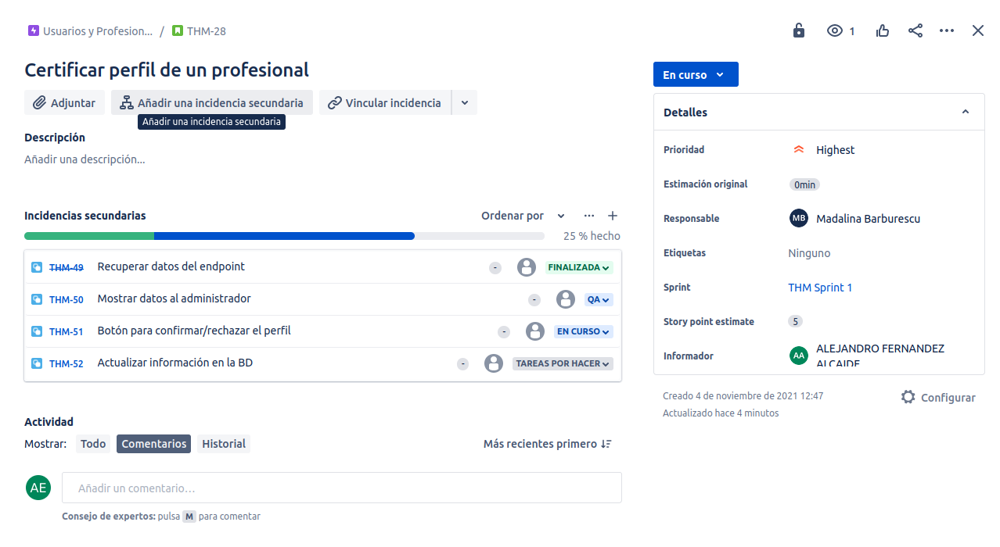 Usuarios y Profesion... / THM-28
1
Certificar perfil de un profesional
En curso
Adjuntar
Añadir una incidencia secundaria
Vincular incidencia
Añadir una incidencia secundaria
Descripción
Añadir una descripción...
Incidencias secundarias
Ordenar por
25 % hecho
THM-49 Recuperar datos del endpoint - FINALIZADA
THM-50 Mostrar datos al administrador - QA
THM-51 Botón para confirmar/rechazar el perfil - EN CURSO
THM-52 Actualizar información en la BD - TAREAS POR HACER
Actividad
Mostrar: Todo Comentarios Historial Más recientes primero
AE Añadir un comentario...
Consejo de expertos: pulsa M para comentar
Detalles
Prioridad Highest
Estimación original 0min
Responsable MB Madalina Barburescu
Etiquetas Ninguno
Sprint THM Sprint 1
Story point estimate 5
Informador AA ALEJANDRO FERNANDEZ
ALCAIDE
Creado 4 de noviembre de 2021 12:47
Configurar
Actualizado hace 4 minutos